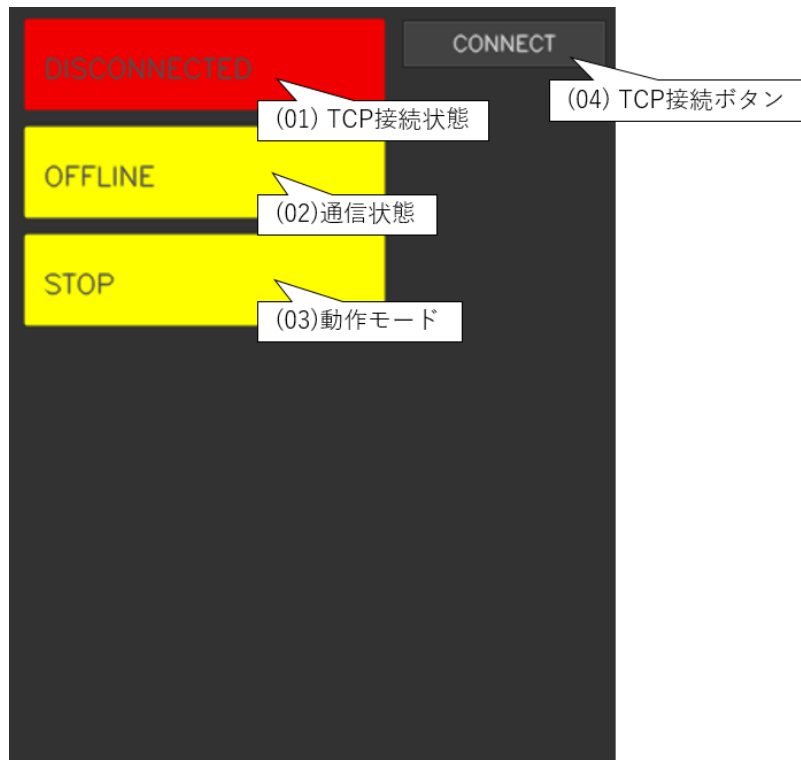 DISCONNECTED
CONNECT
(01) TCP接続状態
(04) TCP接続ボタン
OFFLINE
(02)通信状態
STOP
(03)動作モード